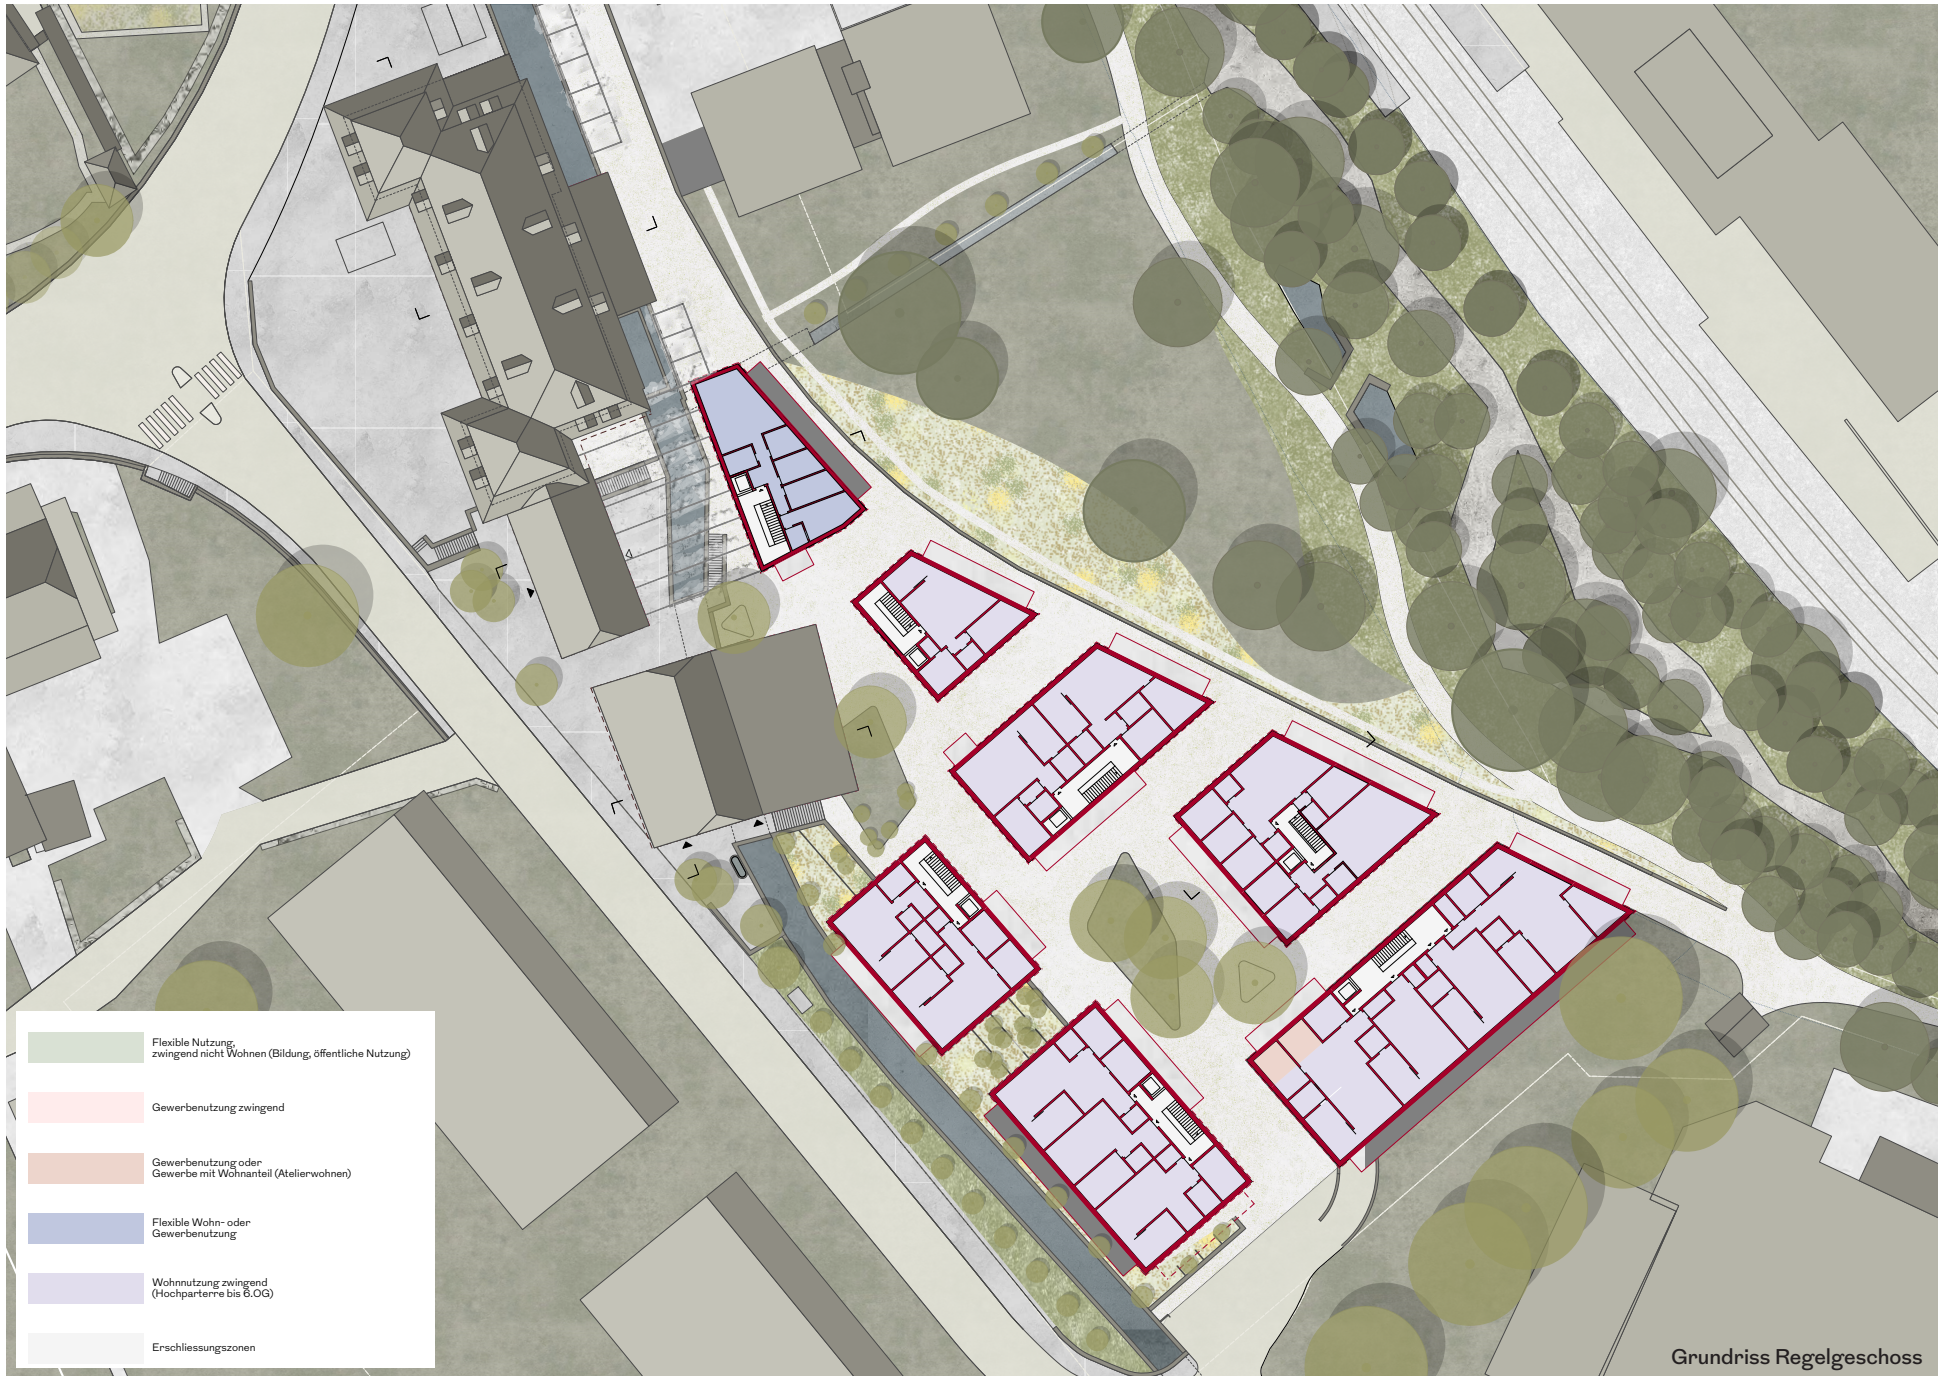 Flexible Nutzung,
zwingend nicht Wohnen (Bildung, öffentliche Nutzung)
Gewerbenutzung zwingend
Gewerbenutzung oder
Gewerbe mit Wohnanteil (Atelierwohnen)
Flexible Wohn- oder
Gewerbenutzung
Wohnnutzung zwingend
(Hochparterre bis 6.OG)
Erschliessungszonen
Grundriss Regelgeschoss